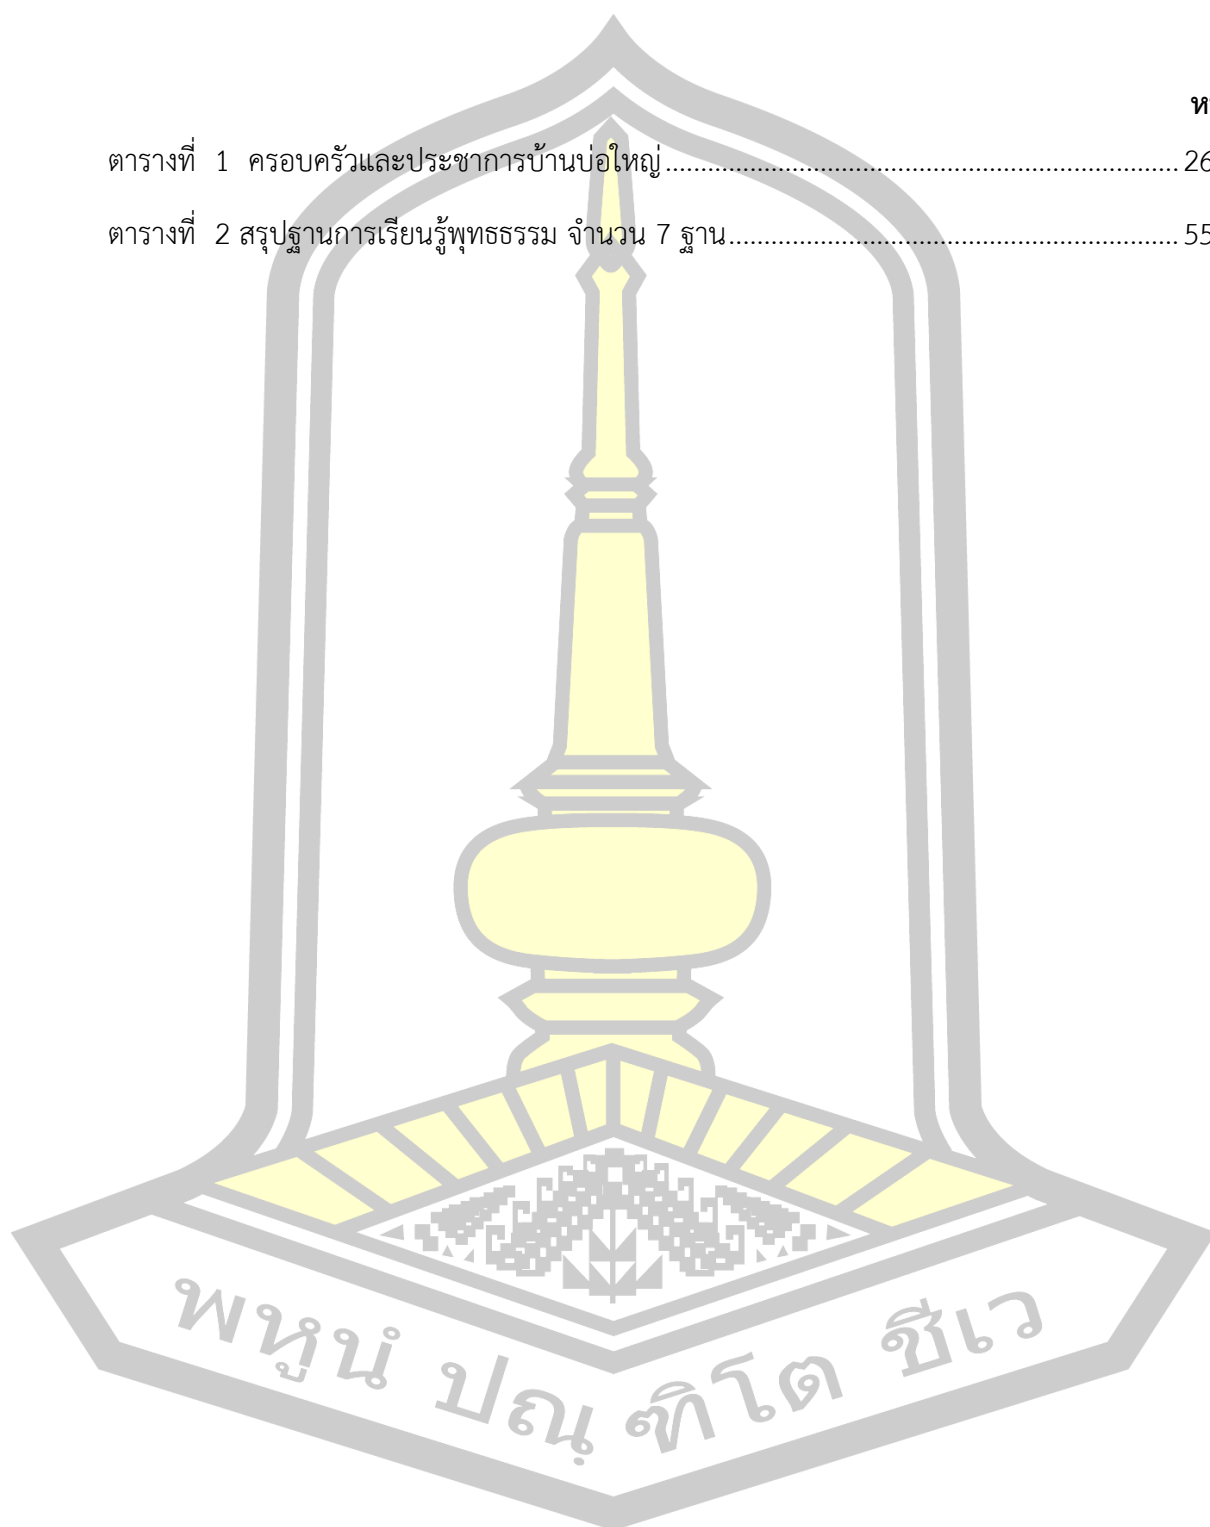 ตารางที่ 1 ครอบครัวและประชาการบ้านบ่อใหญ่ 26
ตารางที่ 2 สรุปฐานการเรียนรู้พุทธธรรม จำนวน 7 ฐาน 55
พหูนํ ปณฺฑิโต ชีเว